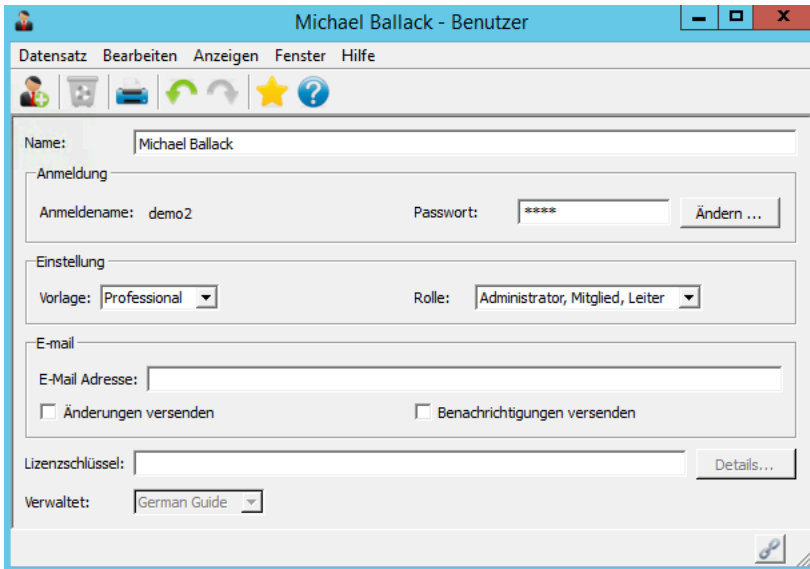 Michael Ballack - Benutzer
Datensatz Bearbeiten Anzeigen Fenster Hilfe
Name: Michael Ballack
Anmeldung
Anmeldename: demo2 Passwort: **** Ändern ...
Einstellung
Vorlage: Professional Rolle: Administrator, Mitglied, Leiter
E-mail
E-Mail Adresse:
Änderungen versenden Benachrichtigungen versenden
Lizenzschlüssel: Details...
Verwaltet: German Guide